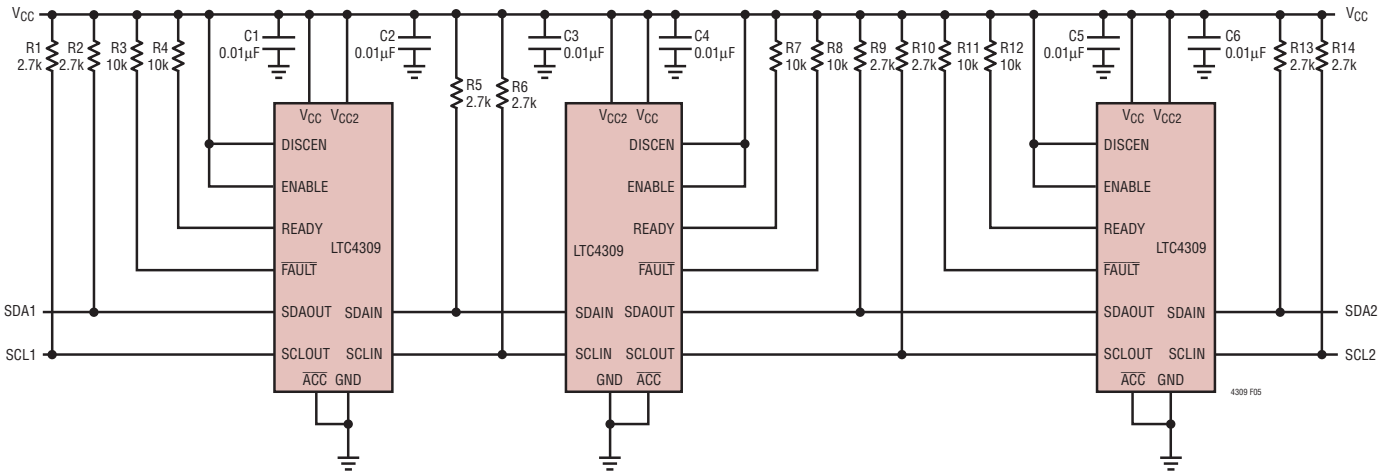 VCC
VCC
R1
2.7k
R2
2.7k
R3
10k
R4
10k
C1
0.01µF
C2
0.01µF
R5
2.7k
R6
2.7k
C3
0.01µF
C4
0.01µF
R7
10k
R8
10k
R9
2.7k
R10
2.7k
R11
10k
R12
10k
C5
0.01µF
C6
0.01µF
R13
2.7k
R14
2.7k
VCC VCC2
DISCEN
ENABLE
READY
LTC4309
FAULT
SDAOUT SDAIN
SCLOUT SCLIN
ACC GND
VCC2 VCC
DISCEN
ENABLE
READY
LTC4309
FAULT
SDAIN SDAOUT
SCLIN SCLOUT
GND ACC
VCC VCC2
DISCEN
ENABLE
READY
LTC4309
FAULT
SDAOUT SDAIN
SCLOUT SCLIN
ACC GND
SDA1
SCL1
SDA2
SCL2
4309 F05